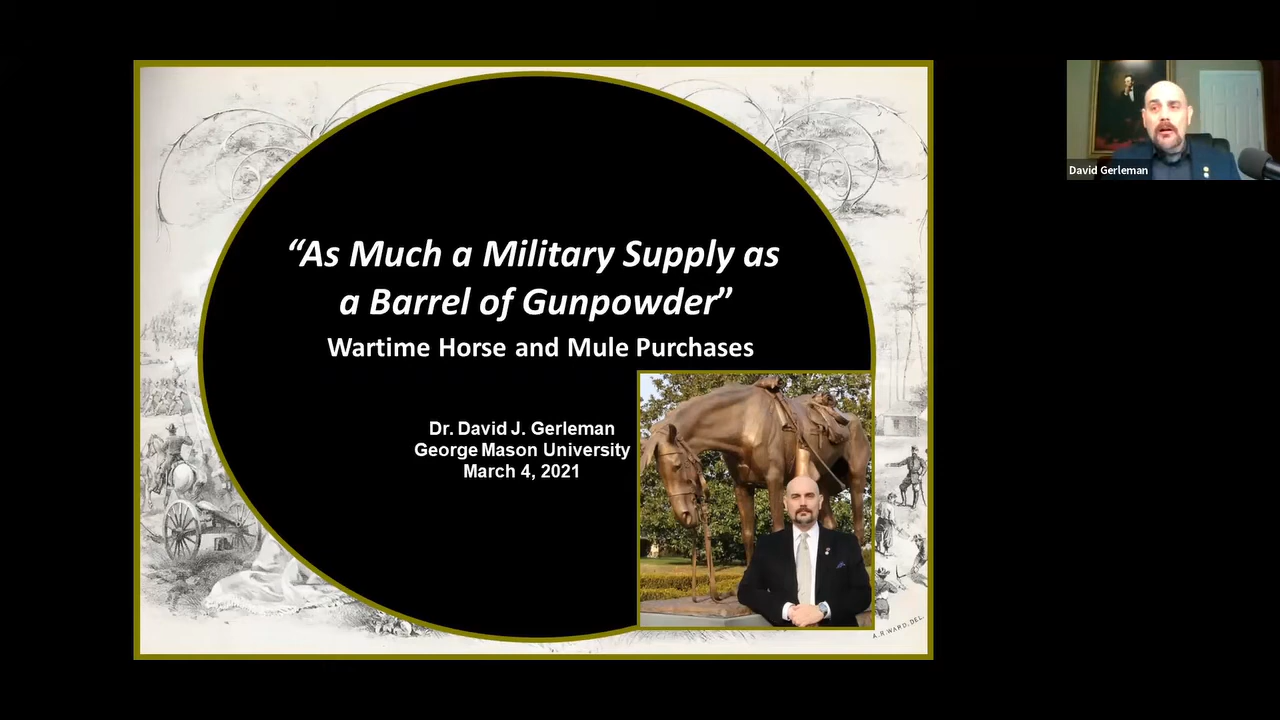 “As Much a Military Supply as
a Barrel of Gunpowder”
Wartime Horse and Mule Purchases
Dr. David J. Gerleman
George Mason University
March 4, 2021
A.R.WARD, DEL.
David Gerleman